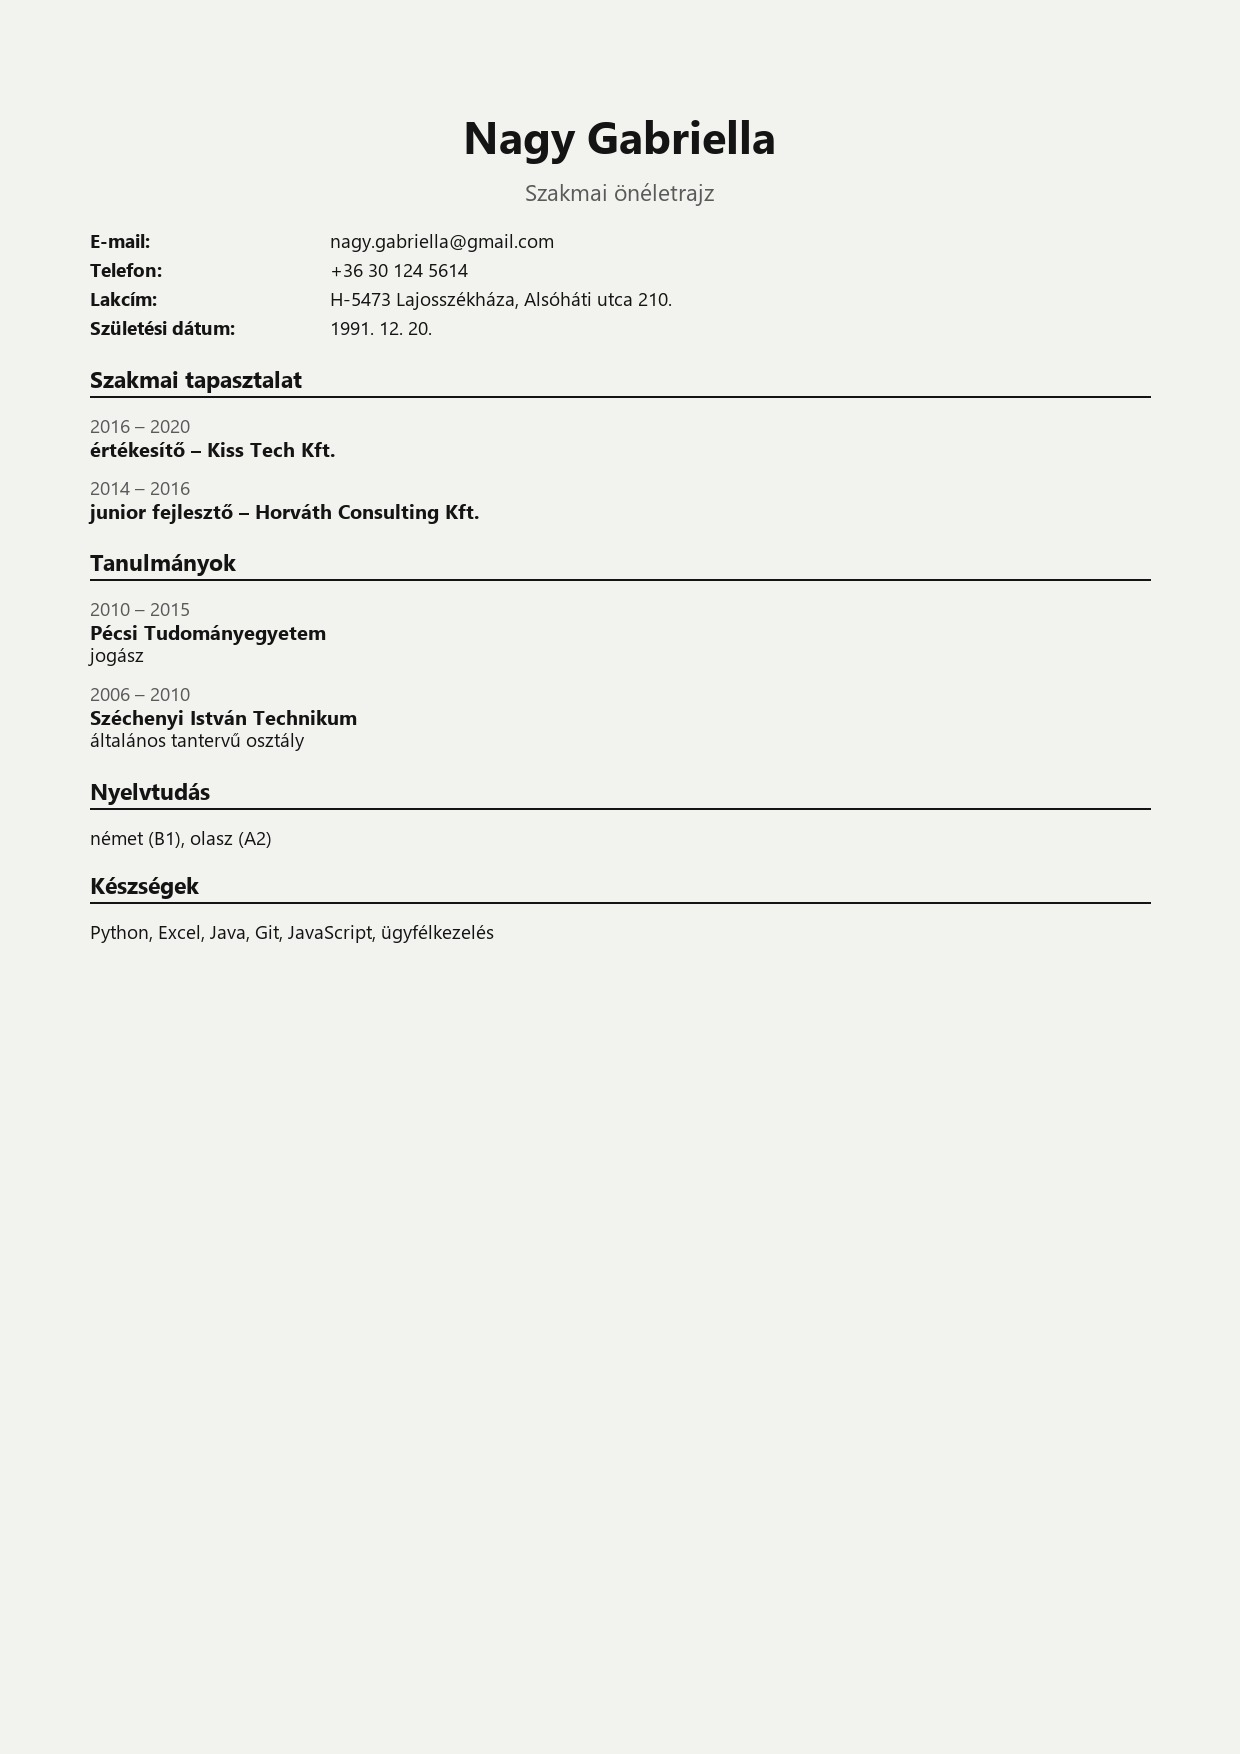 Nagy Gabriella
Szakmai önéletrajz
E-mail: nagy.gabriella@gmail.com
Telefon: +36 30 124 5614
Lakcím: H-5473 Lajosszékháza, Alsóháti utca 210.
Születési dátum: 1991. 12. 20.
Szakmai tapasztalat
2016 – 2020
értékesítő – Kiss Tech Kft.
2014 – 2016
junior fejlesztő – Horváth Consulting Kft.
Tanulmányok
2010 – 2015
Pécsi Tudományegyetem
jogász
2006 – 2010
Széchenyi István Technikum
általános tantervű osztály
Nyelvtudás
német (B1), olasz (A2)
Készségek
Python, Excel, Java, Git, JavaScript, ügyfélkezelés